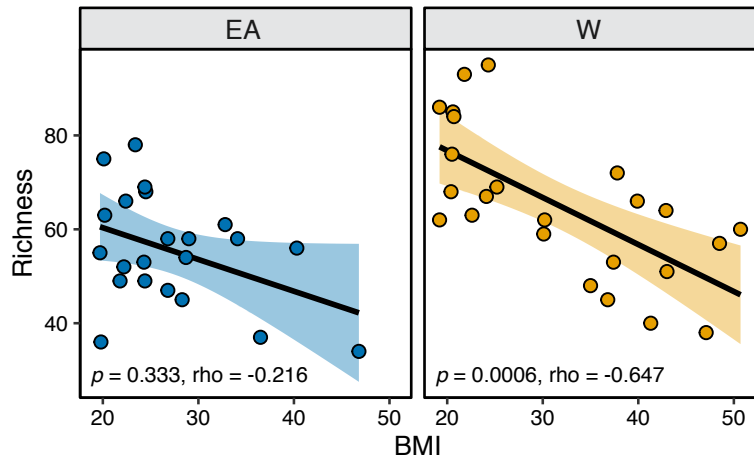 EA
W
Richness
80
60
40
p = 0.333, rho = -0.216
p = 0.0006, rho = -0.647
20 30 40 50
20 30 40 50
BMI